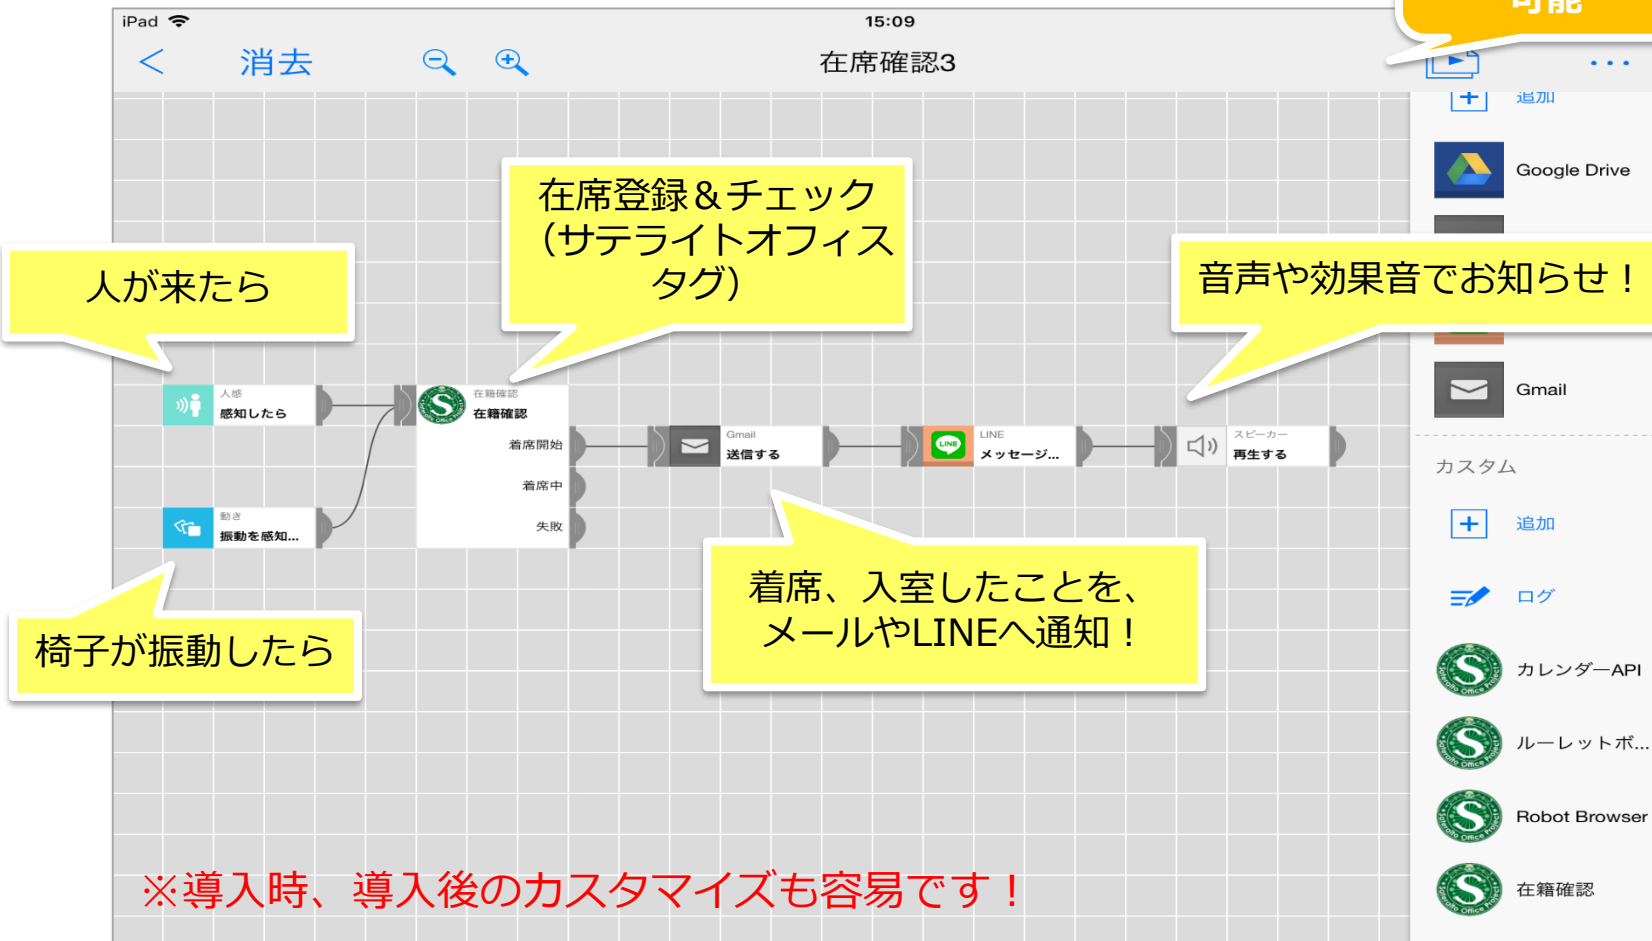 可能
iPad
15:09
消去
在席確認3
追加
Google Drive
在席登録&チェック
（サテライトオフィス
タグ）
人が来たら
音声や効果音でお知らせ！
人感
感知したら
在籍確認
在籍確認
着席開始
着席中
失敗
Gmail
送信する
LINE
LINE
メッセージ...
スピーカー
再生する
Gmail
動き
振動を感知...
カスタム
追加
ログ
椅子が振動したら
着席、入室したことを、
メールやLINEへ通知！
カレンダーAPI
ルーレットボ...
Robot Browser
在籍確認
※導入時、導入後のカスタマイズも容易です！